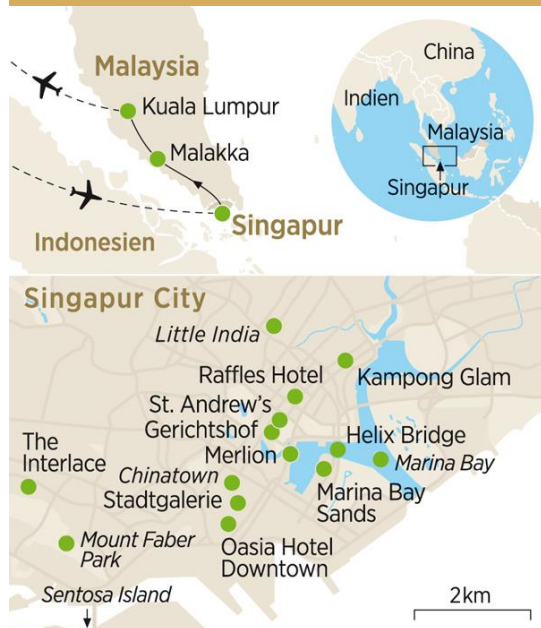 Malaysia
Kuala Lumpur
Malakka
Singapur
Indonesien
China
Indien
Malaysia
Singapur
Singapur City
Little India
Raffles Hotel
Kampong Glam
St. Andrew's
Gerichtshof
Merlion
Helix Bridge
Marina Bay
The
Interlace
Chinatown
Stadtgalerie
Marina Bay
Sands
Mount Faber
Park
Oasia Hotel
Downtown
Sentosa Island
2km